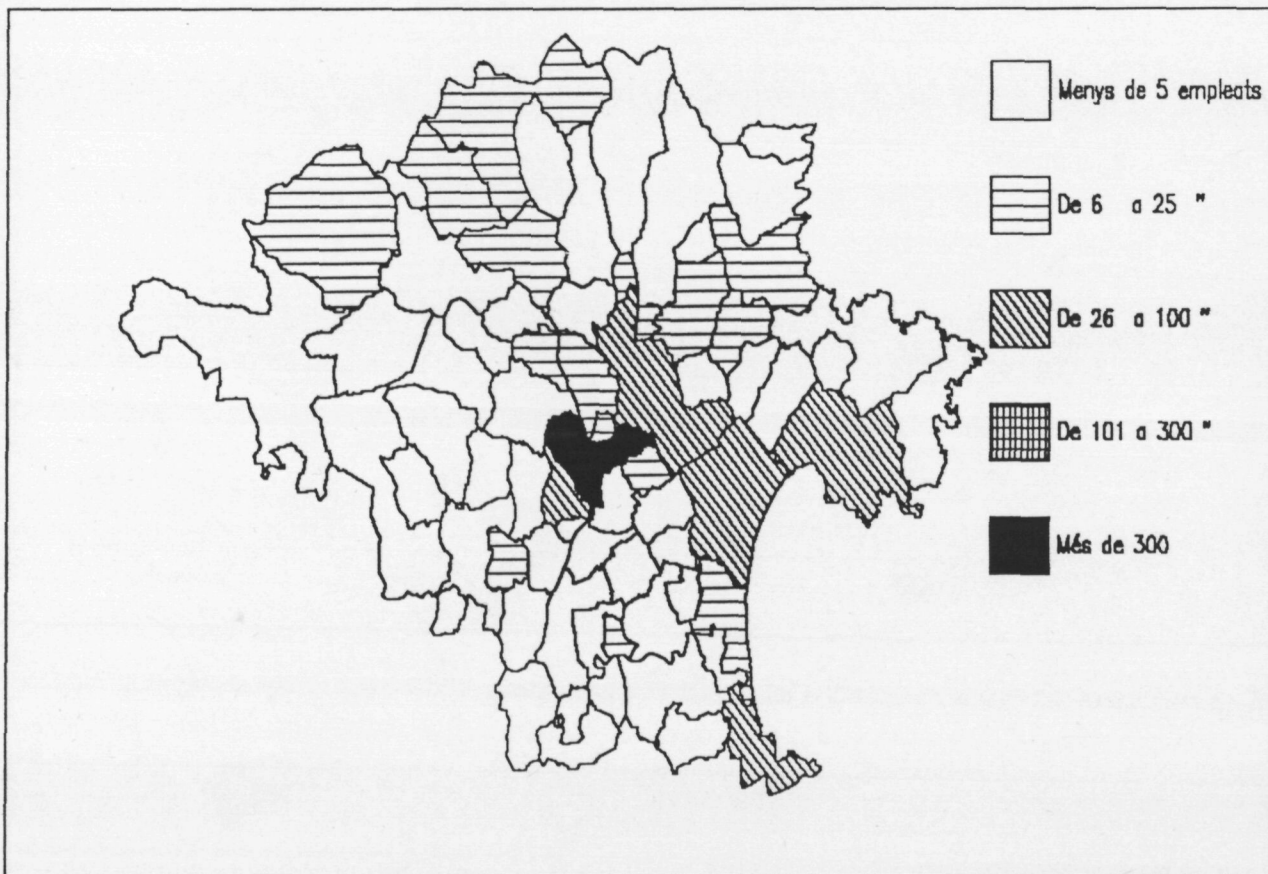 Menys de 5 empleats
De 6 a 25 "
De 26 a 100 "
De 101 a 300 "
Més de 300